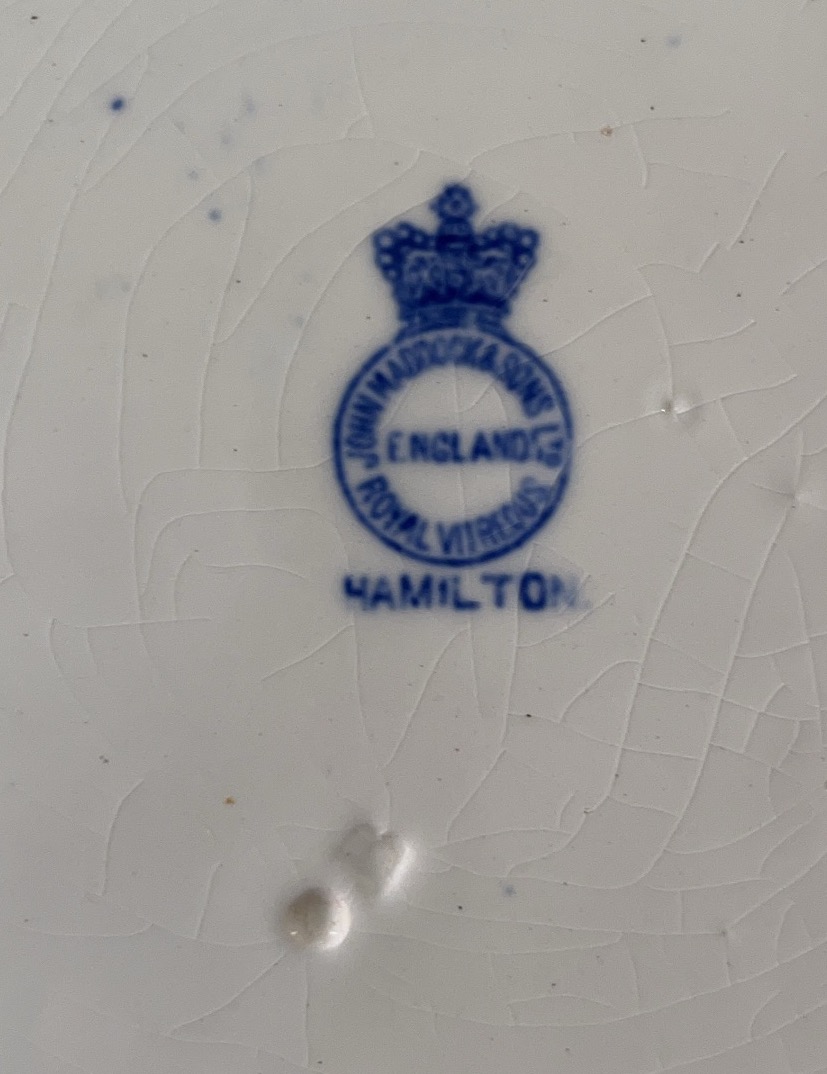 JOHN MADDOCK & SONS LTD
ENGLAND
ROYAL VITREOUS
HAMILTON.